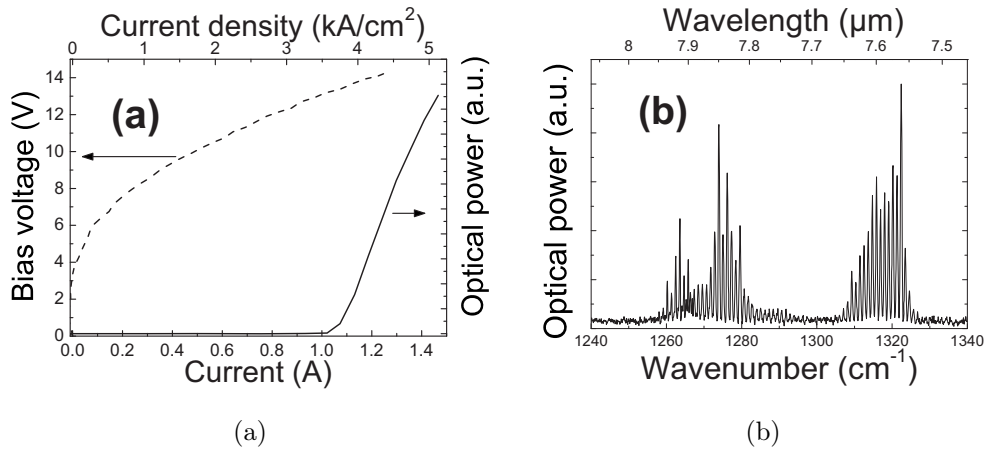 Current density (kA/cm²)
0 1 2 3 4 5
14
12
10
8
6
4
2
0
Bias voltage (V)
(a)
Optical power (a.u.)
0.0 0.2 0.4 0.6 0.8 1.0 1.2 1.4
Current (A)
(a)
Wavelength (µm)
8 7.9 7.8 7.7 7.6 7.5
Optical power (a.u.)
(b)
1240 1260 1280 1300 1320 1340
Wavenumber (cm⁻¹)
(b)